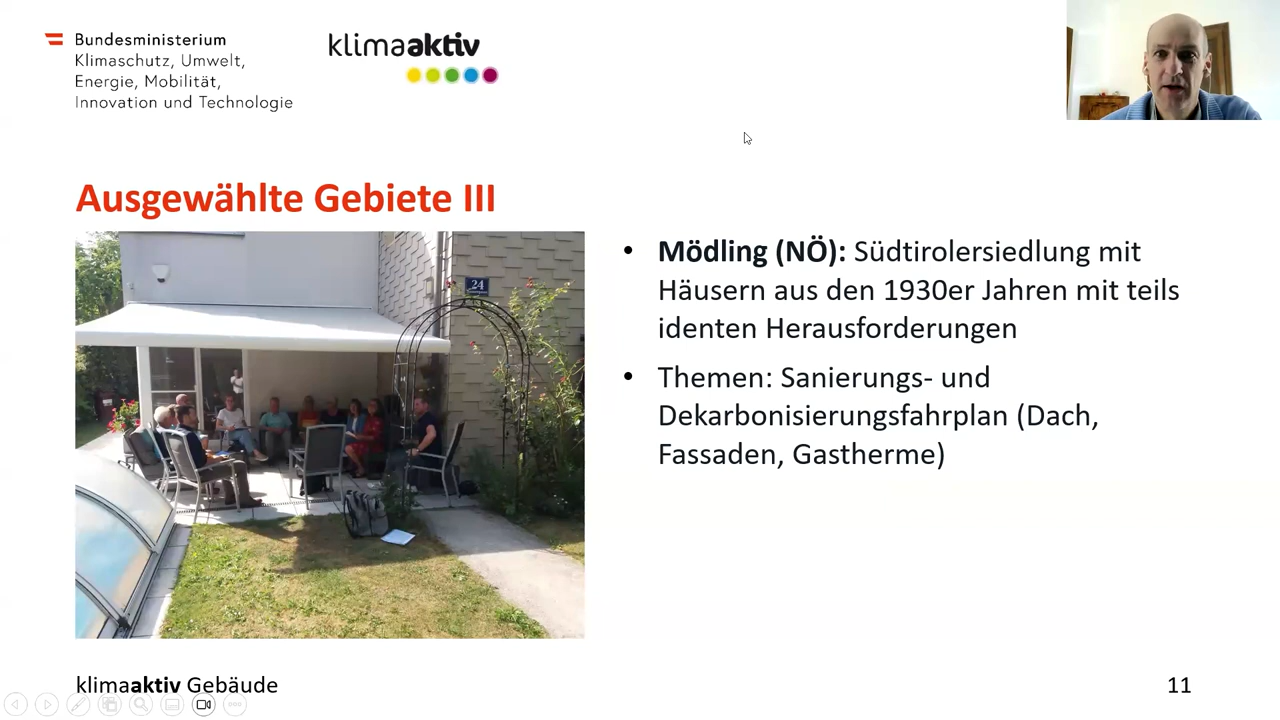 Bundesministerium
Klimaschutz, Umwelt,
Energie, Mobilität,
Innovation und Technologie
klimaaktiv
Ausgewählte Gebiete III
24
• Mödling (NÖ): Südtirolersiedlung mit
Häusern aus den 1930er Jahren mit teils
identen Herausforderungen
• Themen: Sanierungs- und
Dekarbonisierungsfahrplan (Dach,
Fassaden, Gastherme)
klimaaktiv Gebäude
11